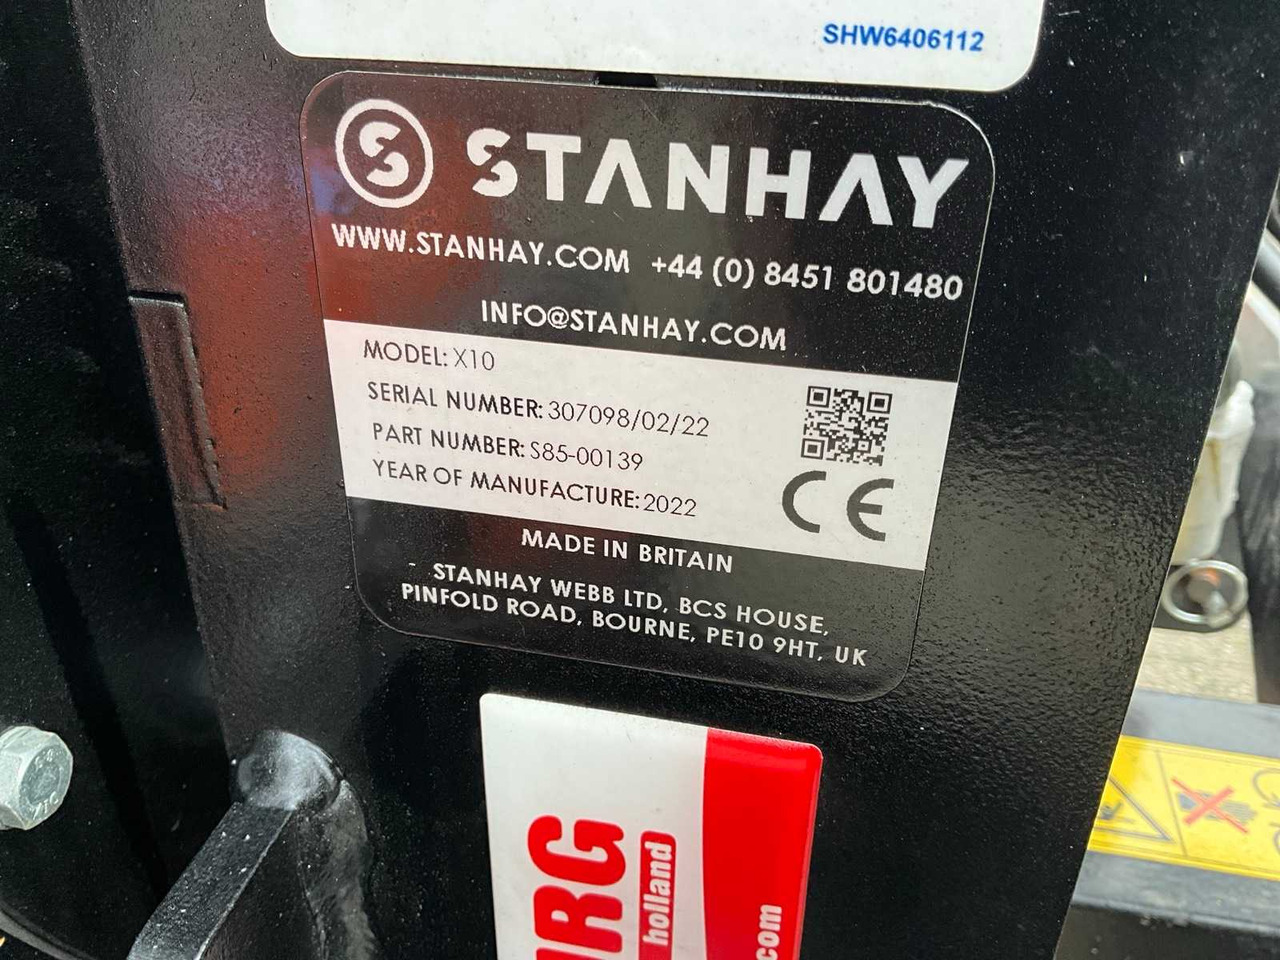 SHW6406112
STANHAY
WWW.STANHAY.COM +44 (0) 8451 801480
INFO@STANHAY.COM
MODEL: X10
SERIAL NUMBER: 307098/02/22
PART NUMBER: S85-00139
YEAR OF MANUFACTURE: 2022
CE
MADE IN BRITAIN
STANHAY WEBB LTD, BCS HOUSE,
PINFOLD ROAD, BOURNE, PE10 9HT, UK
holland
.com